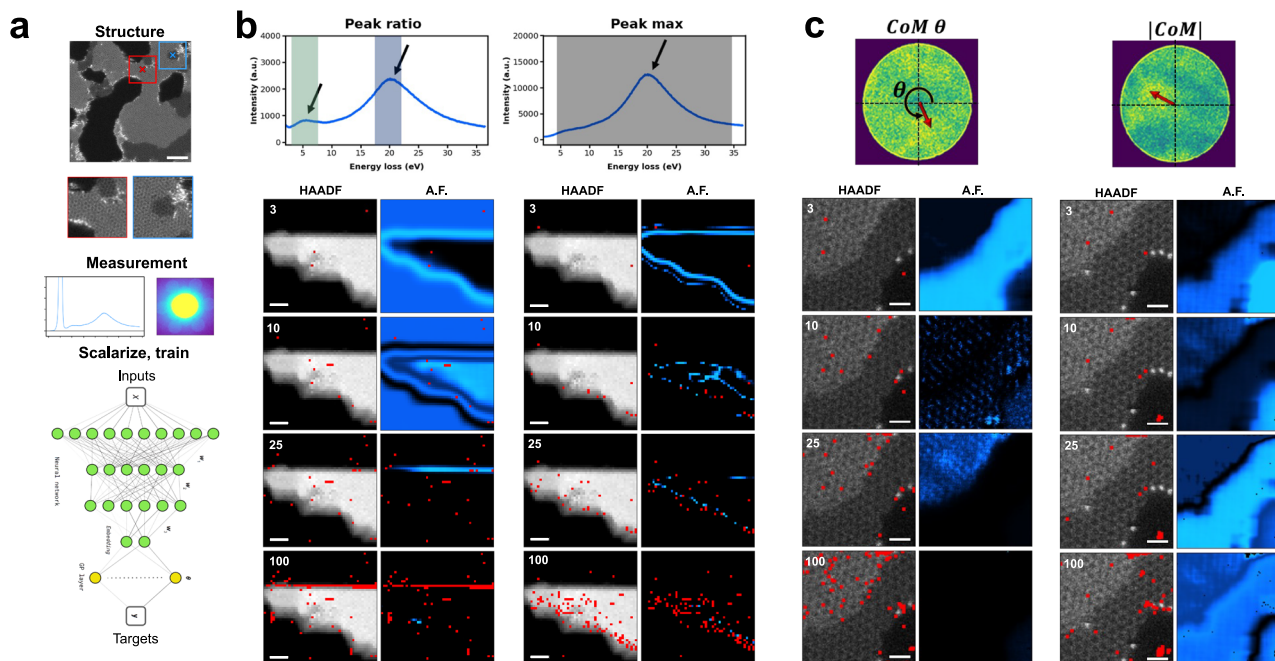 a
Structure
Measurement
Scalarize, train
Inputs
X
Neural network
Embedding
GP layer
θ
y
Targets
b
Peak ratio
Intensity (a.u.)
4000
3000
2000
1000
0
0 5 10 15 20 25 30 35
Energy loss (eV)
Peak max
Intensity (a.u.)
20000
15000
10000
5000
0
0 5 10 15 20 25 30 35
Energy loss (eV)
HAADF A.F.
3
10
25
100
HAADF A.F.
3
10
25
100
c
CoM θ
θ
|CoM|
HAADF A.F.
3
10
25
100
HAADF A.F.
3
10
25
100